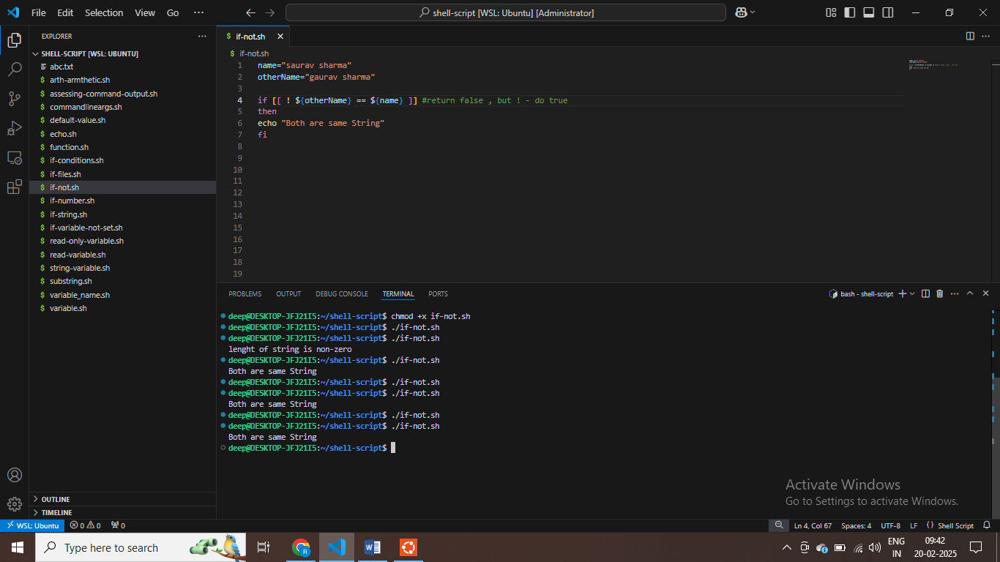 File Edit Selection View Go ··· shell-script [WSL: Ubuntu] [Administrator]
EXPLORER ···
SHELL-SCRIPT [WSL: UBUNTU]
abc.txt
$ arth-armthetic.sh
$ assessing-command-output.sh
$ commandlineargs.sh
$ default-value.sh
$ echo.sh
$ function.sh
$ if-conditions.sh
$ if-files.sh
$ if-not.sh
$ if-number.sh
$ if-string.sh
$ if-variable-not-set.sh
$ read-only-variable.sh
$ read-variable.sh
$ string-variable.sh
$ substring.sh
$ variable_name.sh
$ variable.sh
OUTLINE
TIMELINE
$ if-not.sh
$ if-not.sh
1 name="saurav sharma"
2 otherName="gaurav sharma"
3
4 if [[ ! ${otherName} == ${name} ]] #return false , but ! - do true
5 then
6 echo "Both are same String"
7 fi
8
9
10
11
12
13
14
15
16
17
18
19
PROBLEMS OUTPUT DEBUG CONSOLE TERMINAL PORTS bash - shell-script
deep@DESKTOP-JFJ21I5:~/shell-script$ chmod +x if-not.sh
deep@DESKTOP-JFJ21I5:~/shell-script$ ./if-not.sh
deep@DESKTOP-JFJ21I5:~/shell-script$ ./if-not.sh
lenght of string is non-zero
deep@DESKTOP-JFJ21I5:~/shell-script$ ./if-not.sh
Both are same String
deep@DESKTOP-JFJ21I5:~/shell-script$ ./if-not.sh
deep@DESKTOP-JFJ21I5:~/shell-script$ ./if-not.sh
Both are same String
deep@DESKTOP-JFJ21I5:~/shell-script$ ./if-not.sh
deep@DESKTOP-JFJ21I5:~/shell-script$ ./if-not.sh
Both are same String
deep@DESKTOP-JFJ21I5:~/shell-script$
Activate Windows
Go to Settings to activate Windows.
WSL: Ubuntu 0 0 0 Ln 4, Col 67 Spaces: 4 UTF-8 LF {} Shell Script
Type here to search ENG 09:42
IN 20-02-2025